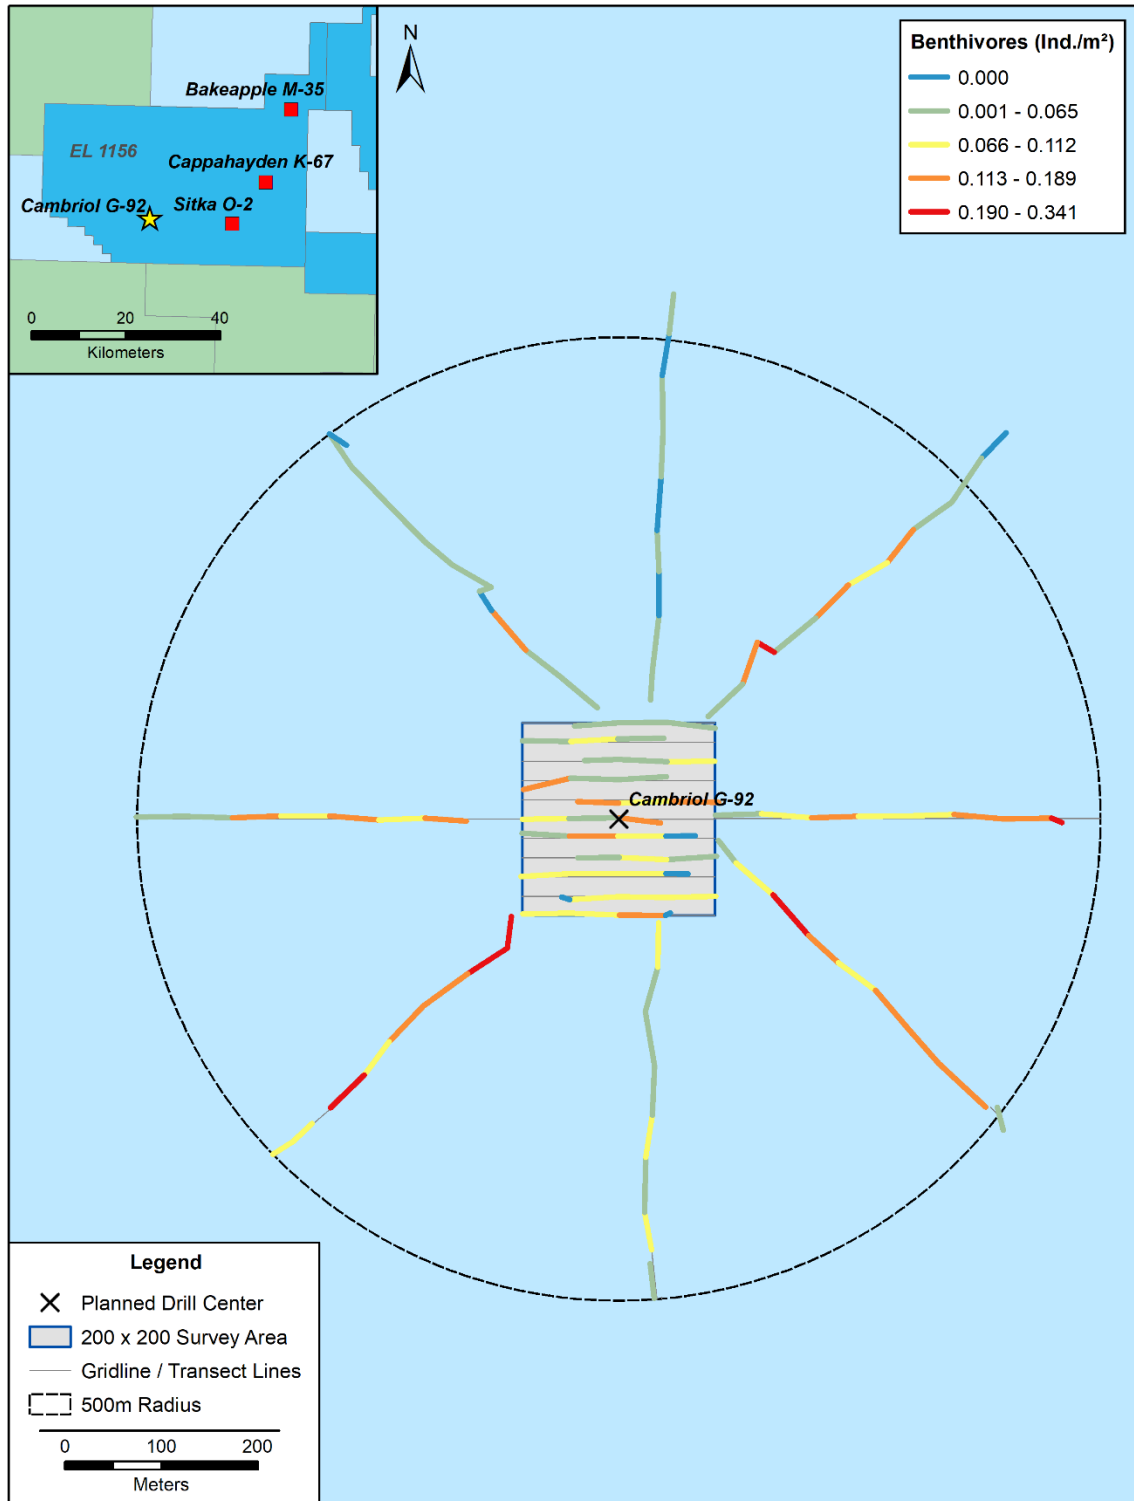 N
Benthivores (Ind./m²)
0.000
0.001 - 0.065
0.066 - 0.112
0.113 - 0.189
0.190 - 0.341
Bakeapple M-35
EL 1156
Cappahayden K-67
Cambriol G-92
Sitka O-2
0 20 40
Kilometers
Cambriol G-92
Legend
Planned Drill Center
200 x 200 Survey Area
Gridline / Transect Lines
500m Radius
0 100 200
Meters